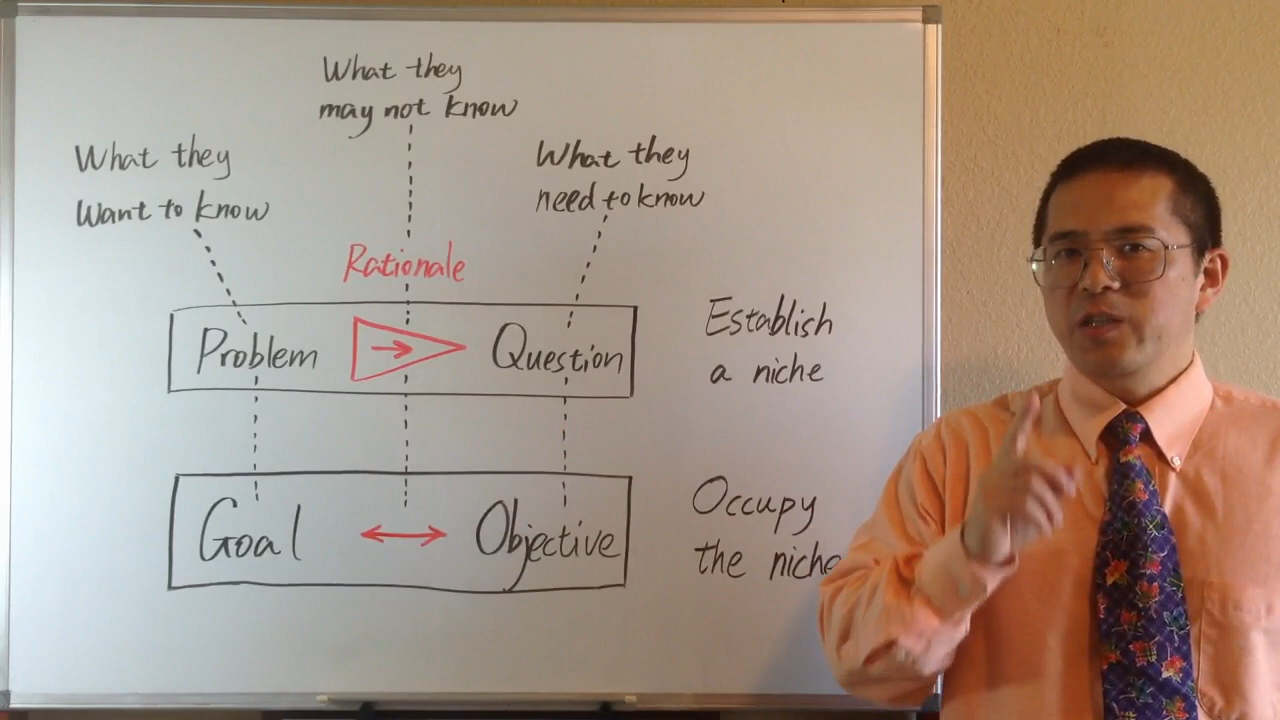 What they
may not know
What they
Want to know
What they
need to know
Rationale
Problem
Question
Establish
a niche
Goal
Objective
Occupy
the niche